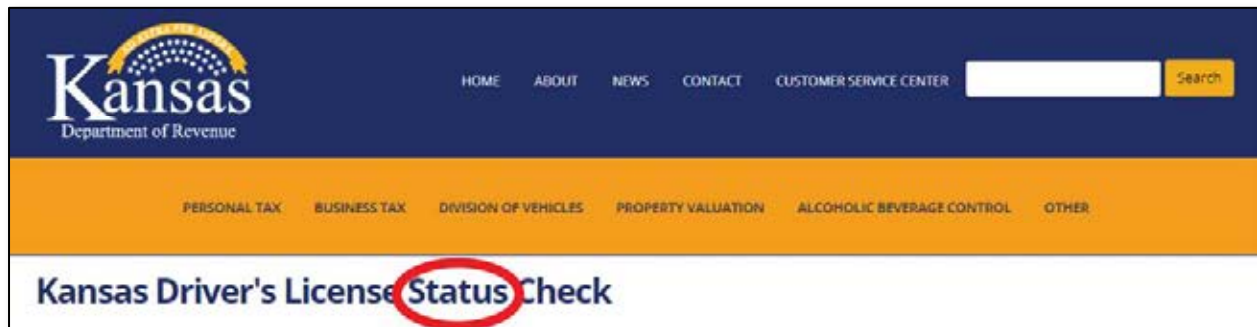 Kansas
Department of Revenue
HOME ABOUT NEWS CONTACT CUSTOMER SERVICE CENTER Search
PERSONAL TAX BUSINESS TAX DIVISION OF VEHICLES PROPERTY VALUATION ALCOHOLIC BEVERAGE CONTROL OTHER
Kansas Driver's License Status Check